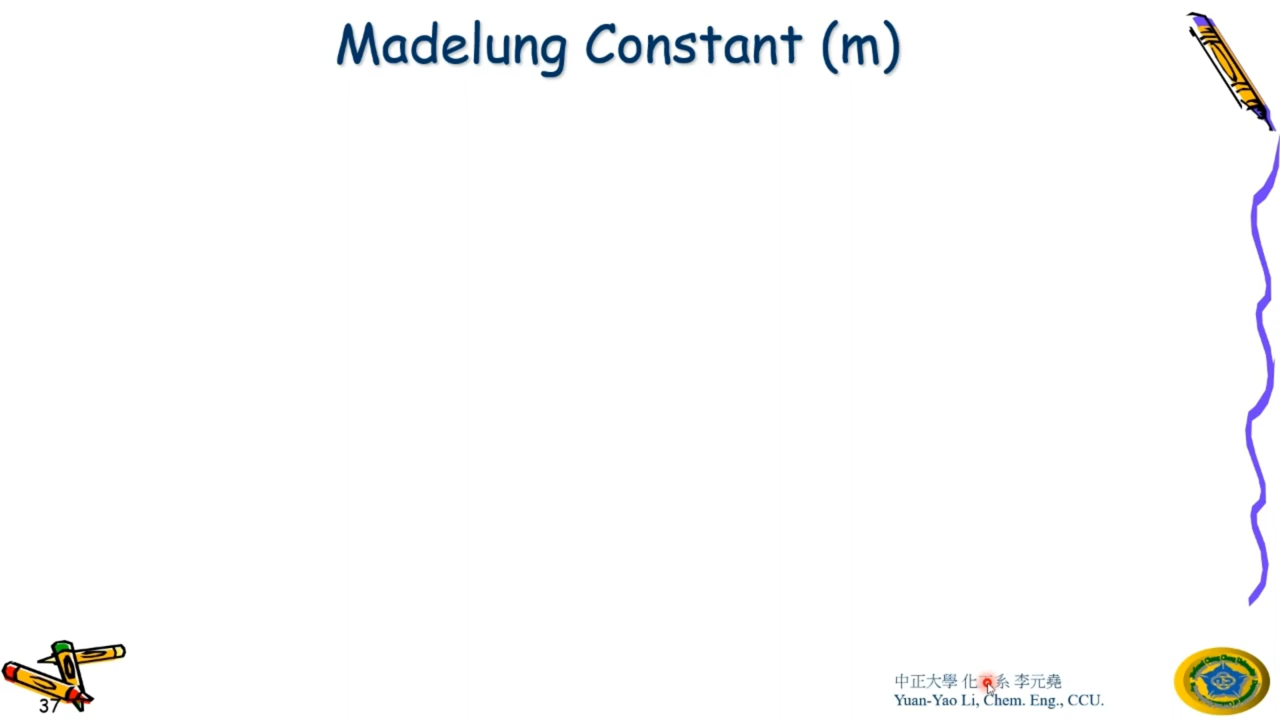 Madelung Constant (m)
中正大學 化系 李元堯
Yuan-Yao Li, Chem. Eng., CCU.
37